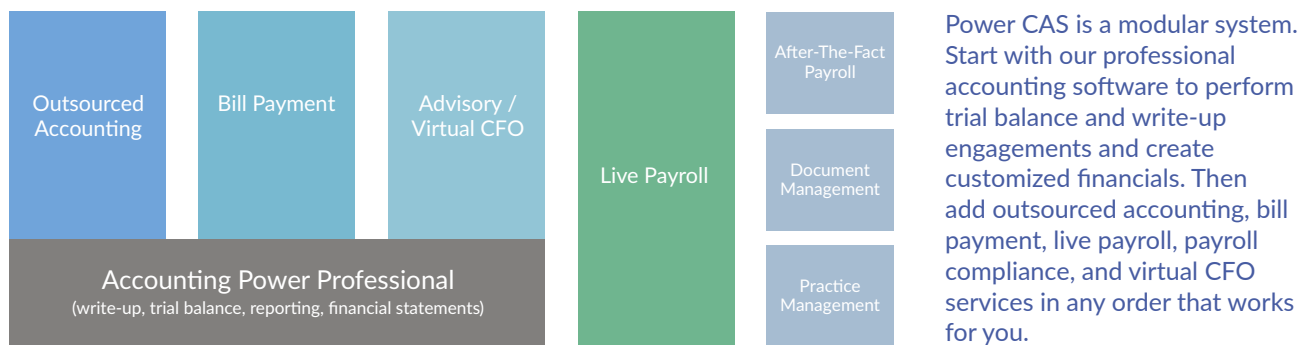 Outsourced
Accounting
Bill Payment
Advisory /
Virtual CFO
Accounting Power Professional
(write-up, trial balance, reporting, financial statements)
Live Payroll
After-The-Fact
Payroll
Document
Management
Practice
Management
Power CAS is a modular system.
Start with our professional
accounting software to perform
trial balance and write-up
engagements and create
customized financials. Then
add outsourced accounting, bill
payment, live payroll, payroll
compliance, and virtual CFO
services in any order that works
for you.